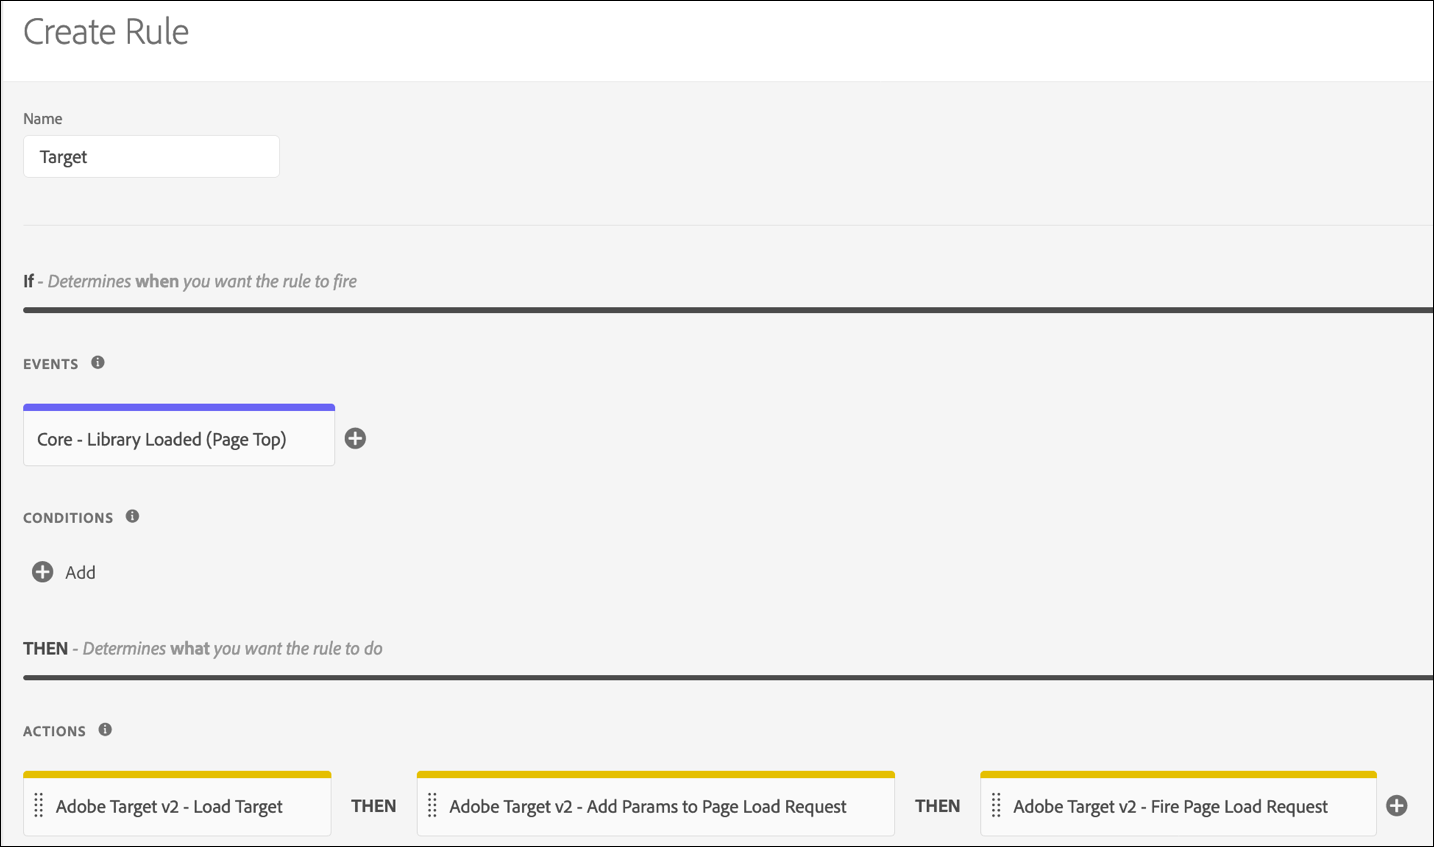 Create Rule
Name
Target
If - Determines when you want the rule to fire
EVENTS
Core - Library Loaded (Page Top)
CONDITIONS
Add
THEN - Determines what you want the rule to do
ACTIONS
Adobe Target v2 - Load Target THEN Adobe Target v2 - Add Params to Page Load Request THEN Adobe Target v2 - Fire Page Load Request